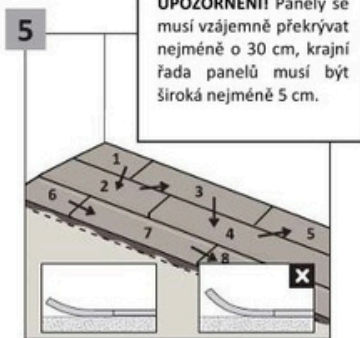 5
UPOZORNĚNÍ! Panely se
musí vzájemně překrývat
nejméně o 30 cm, krajní
řada panelů musí být
široká nejméně 5 cm.
1
2
3
6
7
4
5
8
X